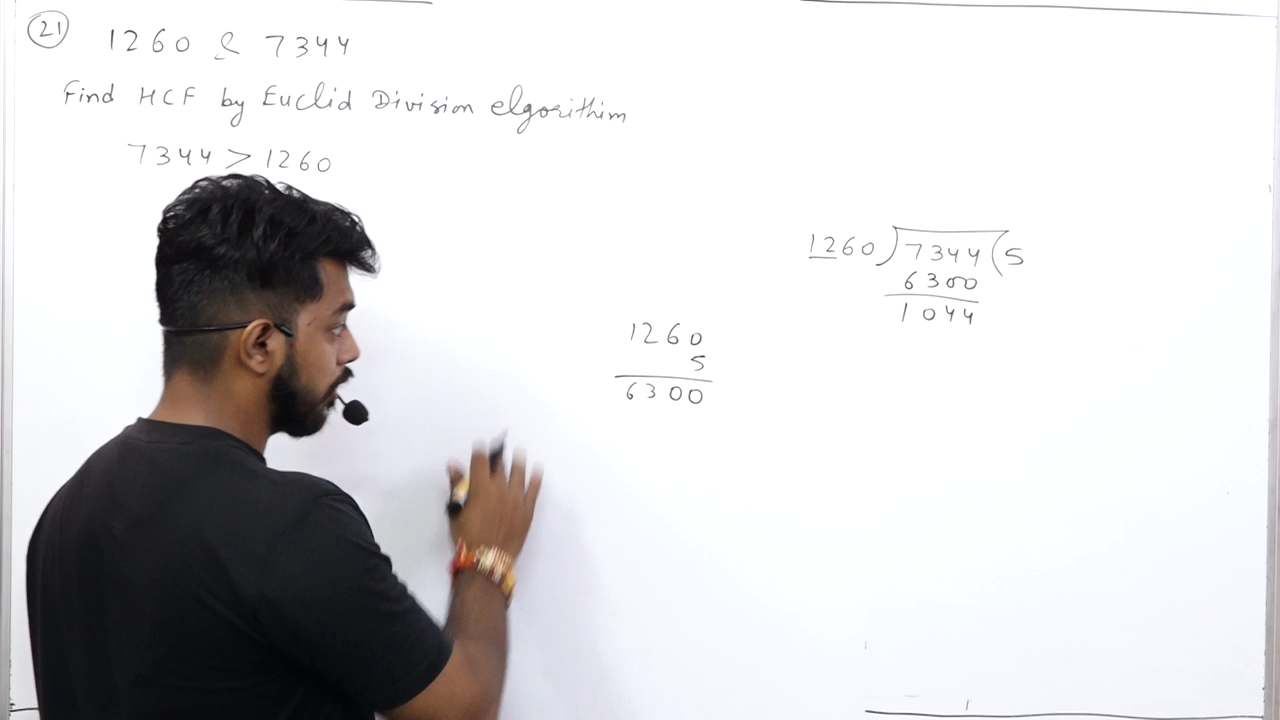 21 1260 & 7344
Find HCF by Euclid Division elgorithim
7344 > 1260
1260
5
6300
1260 ) 7344 ( 5
6300
1044